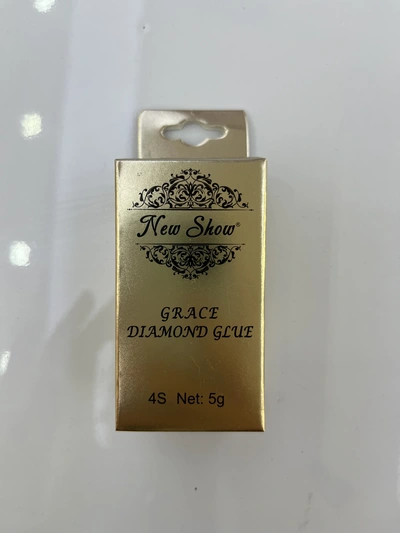 New Show®
GRACE
DIAMOND GLUE
4S Net: 5g